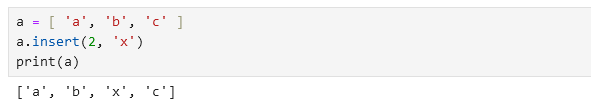 a = [ 'a', 'b', 'c' ]
a.insert(2, 'x')
print(a)
['a', 'b', 'x', 'c']